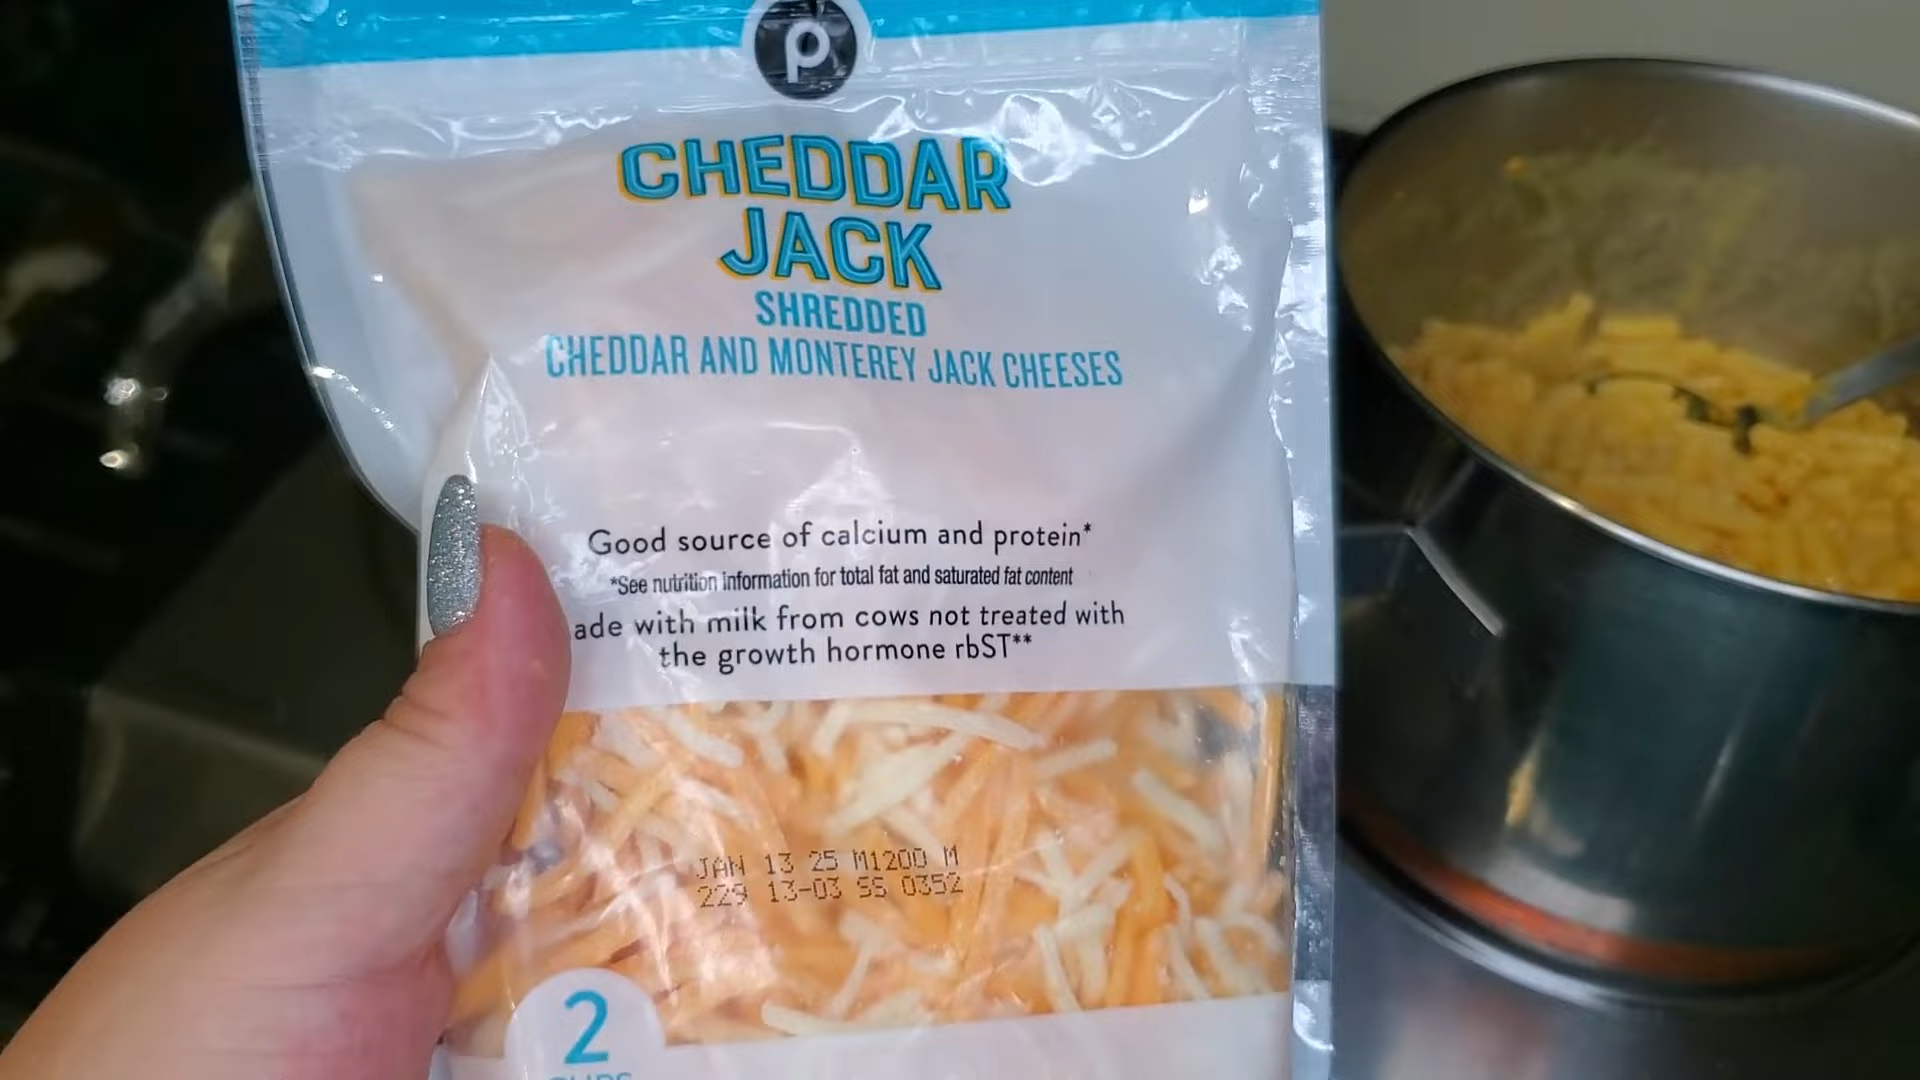 p
CHEDDAR
JACK
SHREDDED
CHEDDAR AND MONTEREY JACK CHEESES
Good source of calcium and protein*
*See nutrition information for total fat and saturated fat content
ade with milk from cows not treated with
the growth hormone rbST**
JAN 13 25 M1200 M
229 13-03 SS 0352
2
CUPS